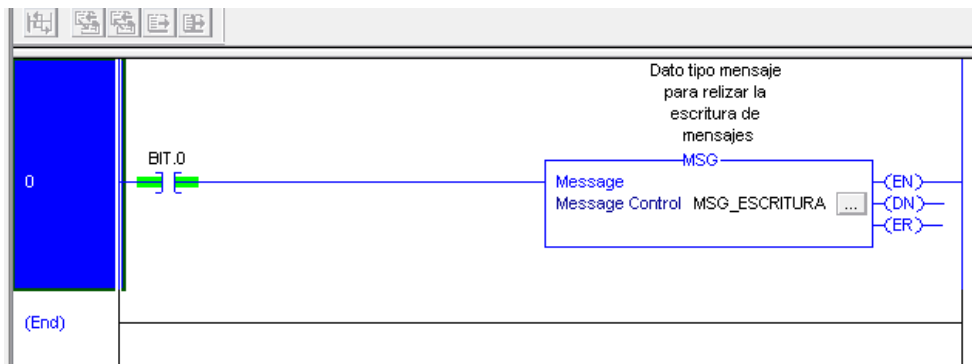 Dato tipo mensaje
para relizar la
escritura de
mensajes
BIT.0
MSG
0
Message
(EN)
Message Control MSG_ESCRITURA ...
(DN)
(ER)
(End)